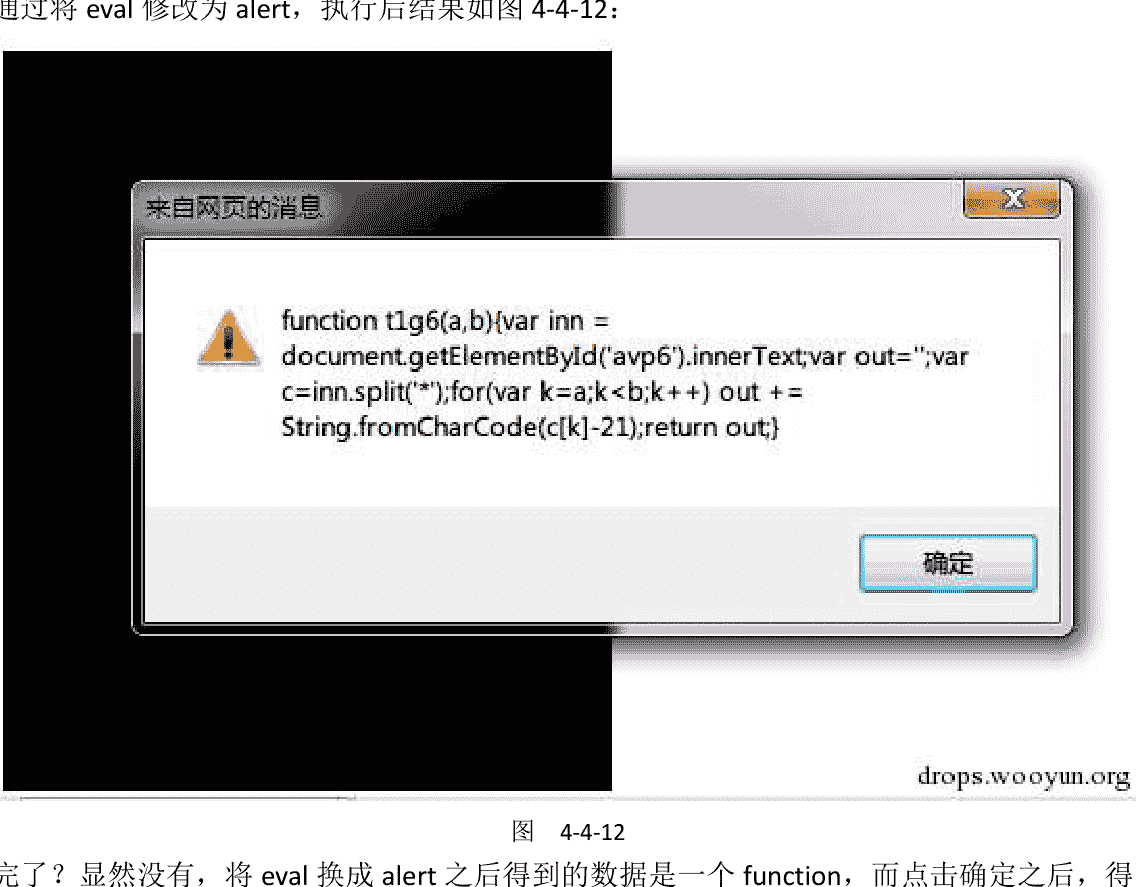 通过将 eval 修改为 alert，执行后结果如图 4-4-12：
来自网页的消息
X
function t1g6(a,b){var inn =
document.getElementById('avp6').innerText;var out='';var
c=inn.split('*');for(var k=a;k<b;k++) out +=
String.fromCharCode(c[k]-21);return out;}
确定
drops.wooyun.org
图 4-4-12
完了？显然没有，将 eval 换成 alert 之后得到的数据是一个 function，而点击确定之后，得